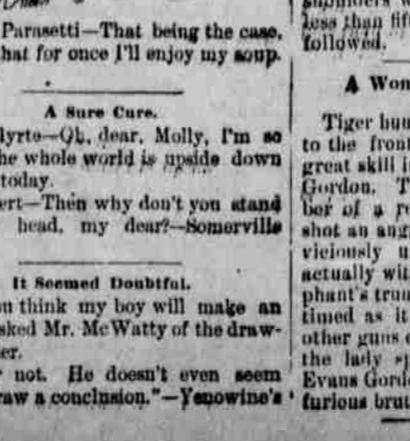 Parasetti—That being the case,
hat for once I'll enjoy my soup.
A Sure Cure.
lyrte—Oh, dear, Molly, I'm so
he whole world is upside down
today.
ert—Then why don't you stand
head, my dear?—Somerville
It Seemed Doubtful.
ou think my boy will make an
sked Mr. McWatty of the draw-
er.
not. He doesn't even seem
raw a conclusion."—Yenowine's
less than fif
followed.
A Won
Tiger hun
to the front
great skill i
Gordon. T
ber of a r
shot an ang
viciously u
actually wit
phant's trun
timed as it
other guns
the lady sp
Evans Gord
furious brut